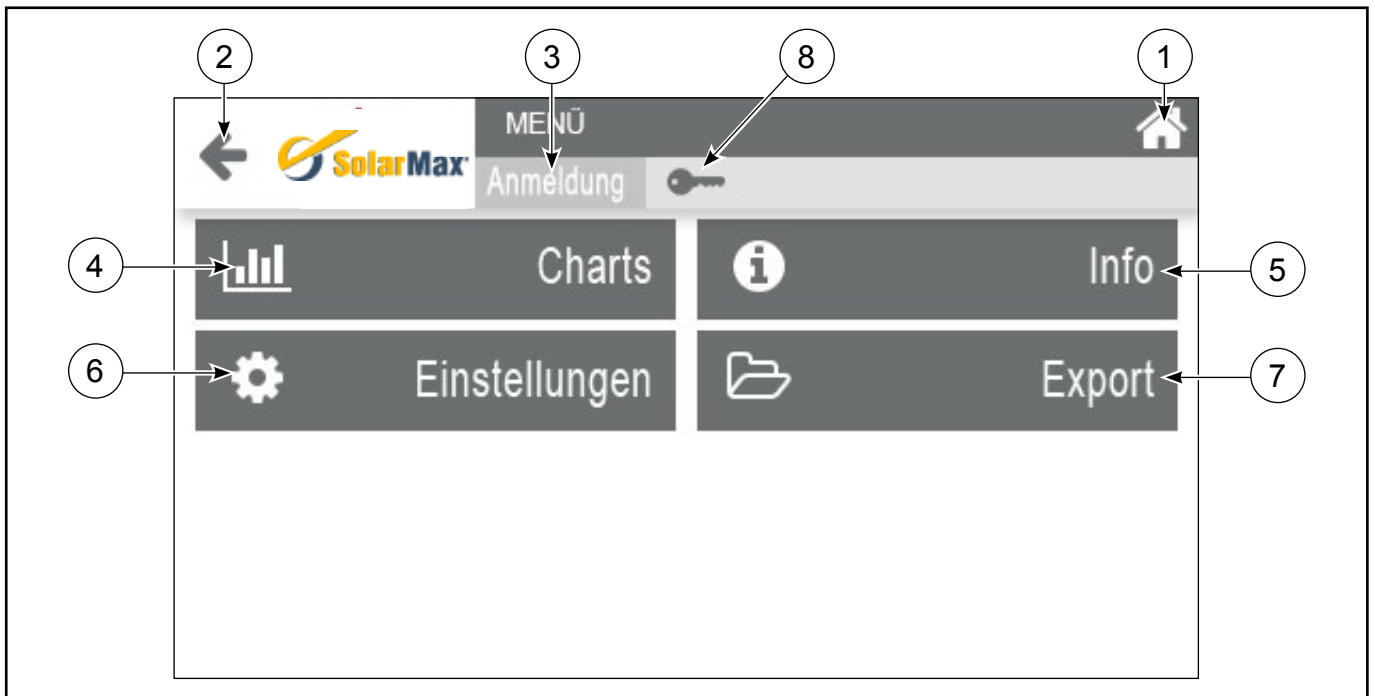 2 3 8 1
MENÜ
SolarMax
Anmeldung
4 Charts Info 5
6 Einstellungen Export 7